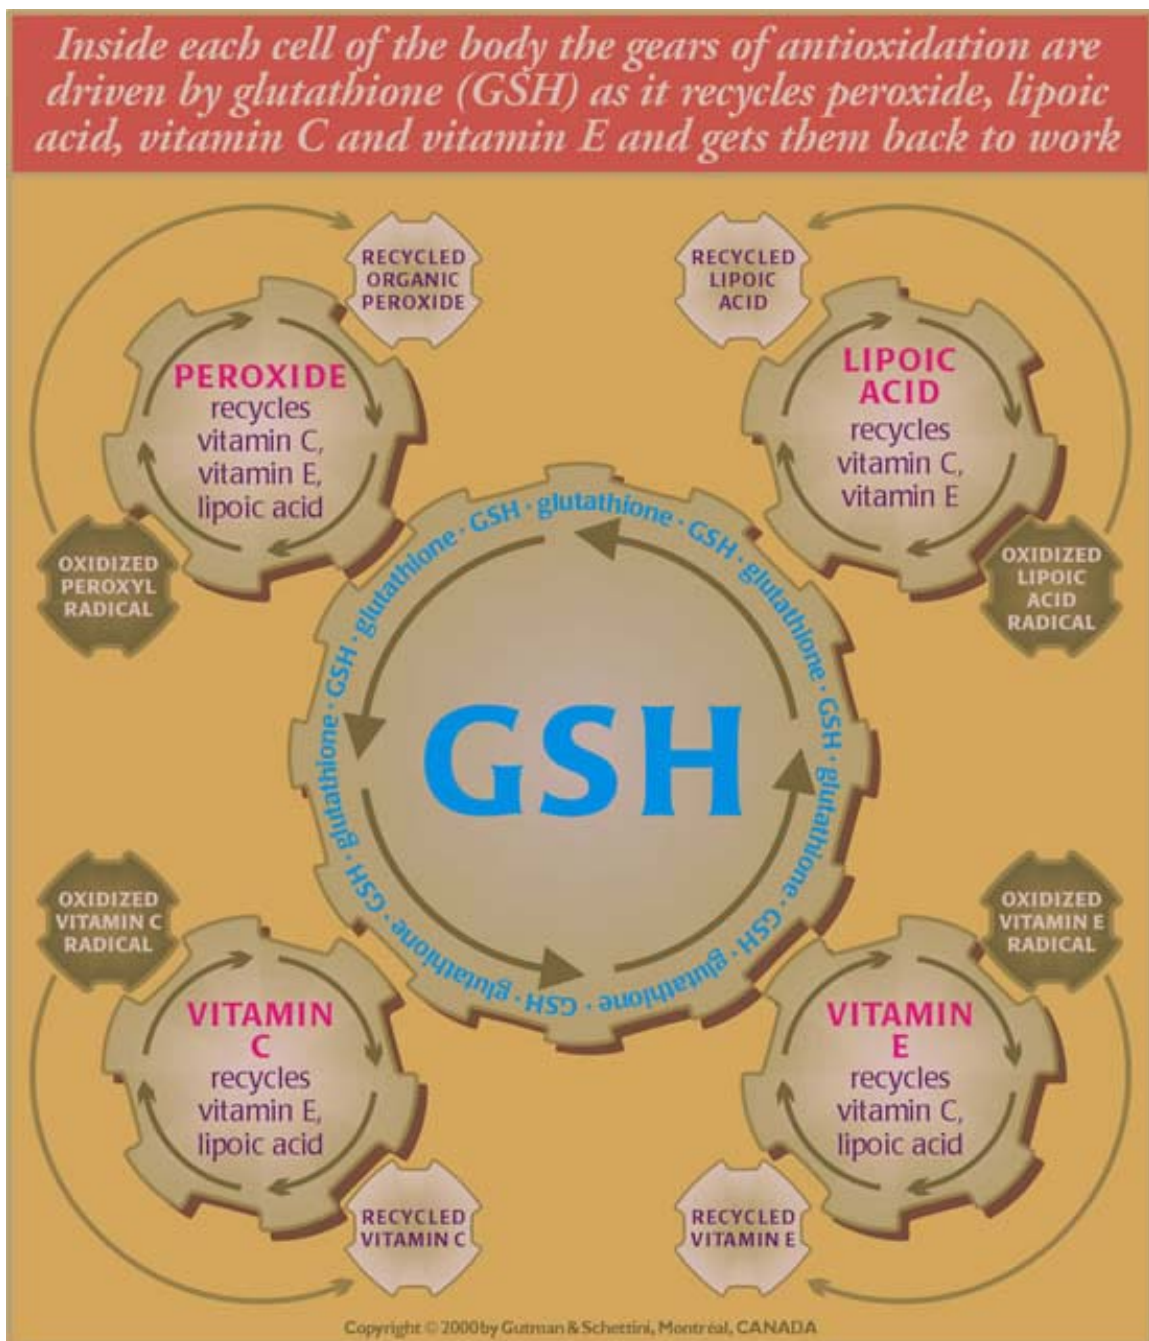 Inside each cell of the body the gears of antioxidation are
driven by glutathione (GSH) as it recycles peroxide, lipoic
acid, vitamin C and vitamin E and gets them back to work
RECYCLED
ORGANIC
PEROXIDE
RECYCLED
LIPOIC
ACID
PEROXIDE
recycles
vitamin C,
vitamin E,
lipoic acid
LIPOIC
ACID
recycles
vitamin C,
vitamin E
OXIDIZED
PEROXYL
RADICAL
OXIDIZED
LIPOIC
ACID
RADICAL
GSH · glutathione · GSH · glutathione · GSH · glutathione · GSH · glutathione · GSH · glutathione · GSH · glutathione · GSH · glutathione ·
GSH
OXIDIZED
VITAMIN C
RADICAL
OXIDIZED
VITAMIN E
RADICAL
VITAMIN
C
recycles
vitamin E,
lipoic acid
VITAMIN
E
recycles
vitamin C,
lipoic acid
RECYCLED
VITAMIN C
RECYCLED
VITAMIN E
Copyright © 2000 by Gutman & Schettini, Montréal, CANADA